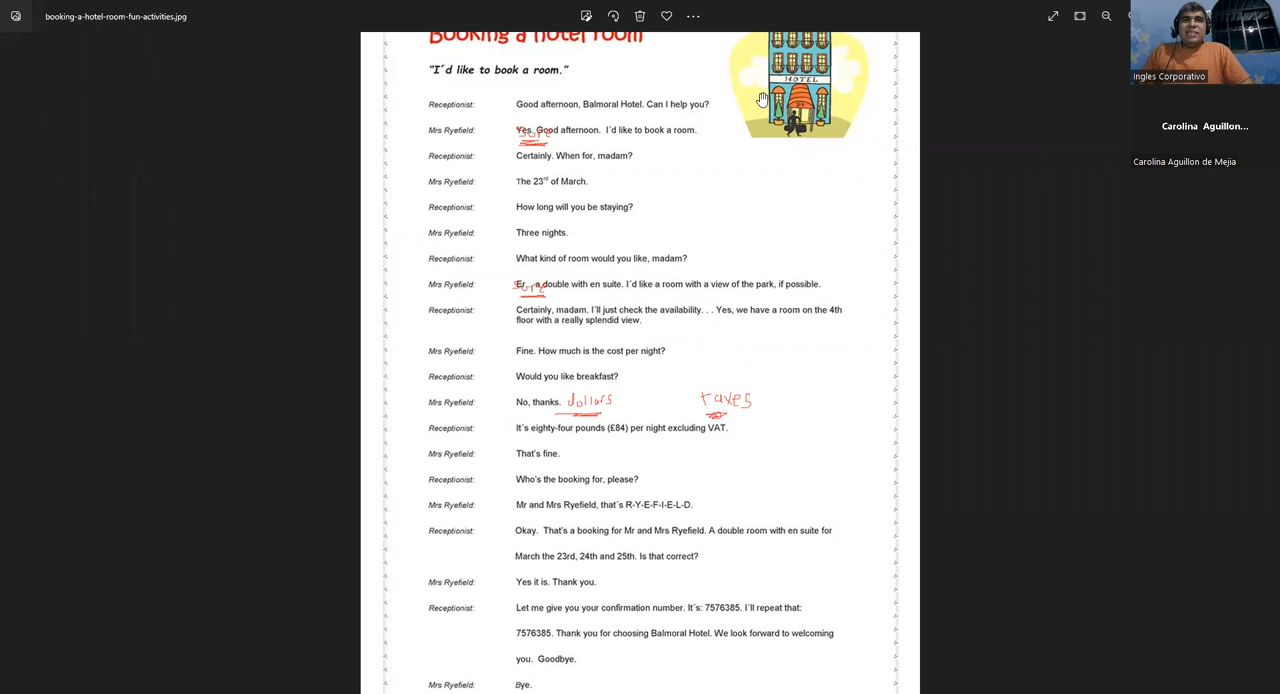 booking-a-hotel-room-fun-activities.jpg
Booking a hotel room
"I´d like to book a room."
HOTEL
Receptionist: Good afternoon, Balmoral Hotel. Can I help you?
Mrs Ryefield: Yes. Good afternoon. I´d like to book a room.
sure
Receptionist: Certainly. When for, madam?
Mrs Ryefield: The 23rd of March.
Receptionist: How long will you be staying?
Mrs Ryefield: Three nights.
Receptionist: What kind of room would you like, madam?
Mrs Ryefield: Er... a double with en suite. I´d like a room with a view of the park, if possible.
sure
Receptionist: Certainly, madam. I´ll just check the availability. . . Yes, we have a room on the 4th
floor with a really splendid view.
Mrs Ryefield: Fine. How much is the cost per night?
Receptionist: Would you like breakfast?
Mrs Ryefield: No, thanks. dollars taxes
Receptionist: It´s eighty-four pounds (£84) per night excluding VAT.
Mrs Ryefield: That´s fine.
Receptionist: Who´s the booking for, please?
Mrs Ryefield: Mr and Mrs Ryefield, that´s R-Y-E-F-I-E-L-D.
Receptionist: Okay. That´s a booking for Mr and Mrs Ryefield. A double room with en suite for
March the 23rd, 24th and 25th. Is that correct?
Mrs Ryefield: Yes it is. Thank you.
Receptionist: Let me give you your confirmation number. It´s: 7576385. I´ll repeat that:
7576385. Thank you for choosing Balmoral Hotel. We look forward to welcoming
you. Goodbye.
Mrs Ryefield: Bye.
Ingles Corporativo
Carolina Aguillon...
Carolina Aguillon de Mejia